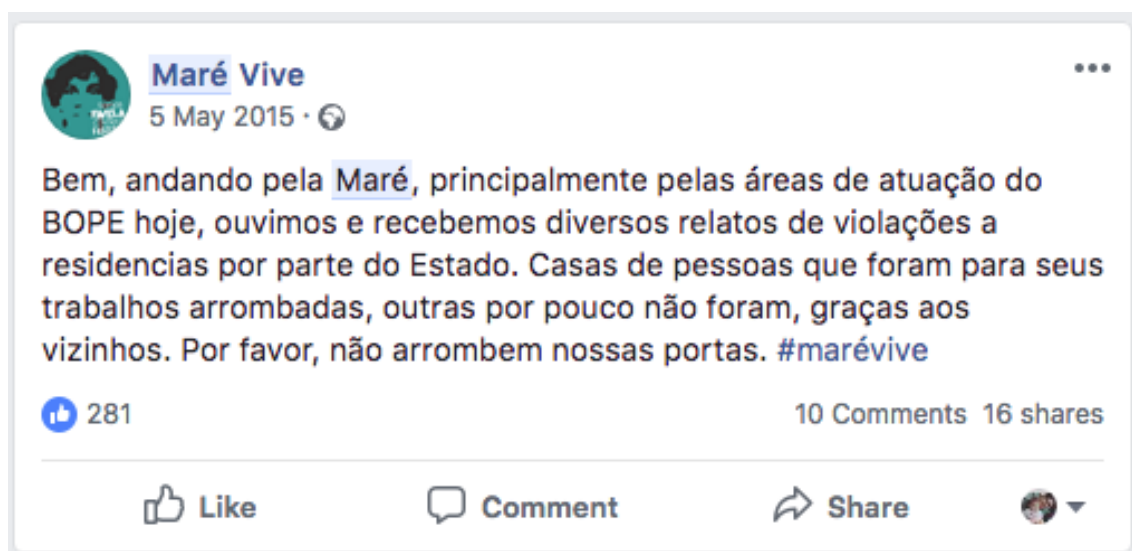 Maré Vive
5 May 2015 ·
Bem, andando pela Maré, principalmente pelas áreas de atuação do
BOPE hoje, ouvimos e recebemos diversos relatos de violações a
residencias por parte do Estado. Casas de pessoas que foram para seus
trabalhos arrombadas, outras por pouco não foram, graças aos
vizinhos. Por favor, não arrombem nossas portas. #marévive
281
10 Comments 16 shares
Like
Comment
Share